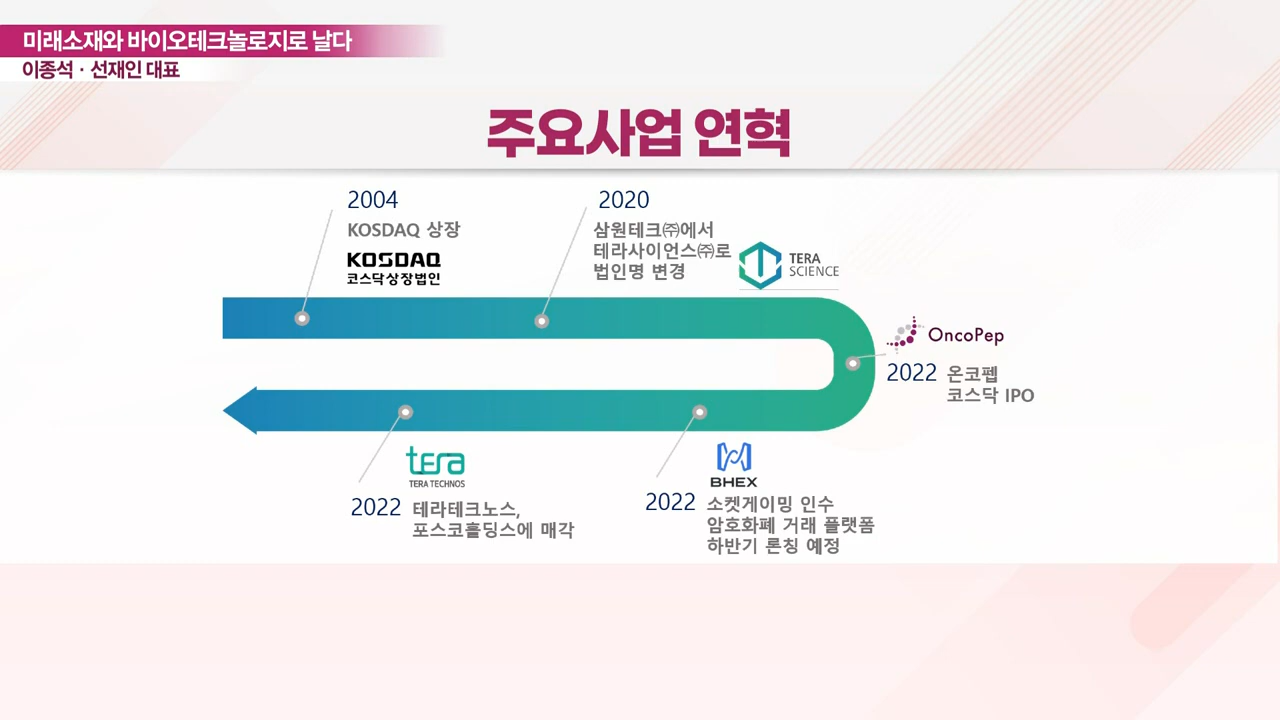 미래소재와 바이오테크놀로지로 날다
이종석 · 선재인 대표
주요사업 연혁
2004
KOSDAQ 상장
KOSDAQ
코스닥상장법인
2020
삼원테크㈜에서
테라사이언스㈜로
법인명 변경
TERA
SCIENCE
OncoPep
2022 온코펩
코스닥 IPO
tera
TERA TECHNOS
2022 테라테크노스,
포스코홀딩스에 매각
BHEX
2022 소켓게이밍 인수
암호화폐 거래 플랫폼
하반기 론칭 예정